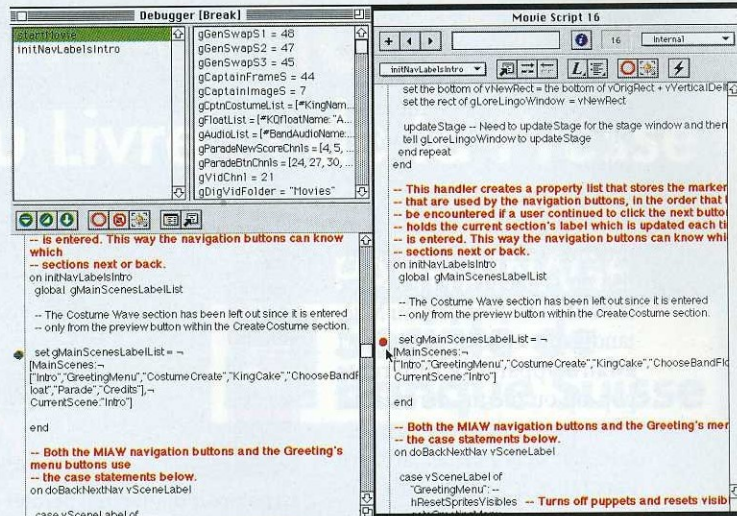 Debugger [Break]
startMovie
initNavLabelsIntro
gGenSwapS1 = 48
gGenSwapS2 = 47
gGenSwapS3 = 45
gCaptainFrameS = 44
gCaptainImageS = 7
gCptnCostumeList = [#KingNam...
gFloatList = [#KQfloatName: "A...
gAudioList = [#BandAudioName:...
gParadeNewScoreChnls = [4, 5, ...
gParadeBtnChnls = [24, 27, 30, ...
gVidChnl = 21
gDigVidFolder = "Movies"
-- is entered. This way the navigation buttons can know
which
-- sections next or back.
on initNavLabelsIntro
global gMainScenesLabelList
-- The Costume Wave section has been left out since it is entered
-- only from the preview button within the CreateCostume section.
set gMainScenesLabelList = ¬
[MainScenes:¬
["Intro","GreetingMenu","CostumeCreate","KingCake","ChooseBandF
loat","Parade","Credits"],¬
CurrentScene:"Intro"]
end
-- Both the MIAW navigation buttons and the Greeting's
menu buttons use
-- the case statements below.
on doBackNextNav vSceneLabel
case vSceneLabel of
Movie Script 16
16
Internal
initNavLabelsIntro
set the bottom of vNewRect = the bottom of vOrigRect + vVerticalDelt
set the rect of gLoreLingoWindow = vNewRect
updateStage -- Need to updateStage for the stage window and then
tell gLoreLingoWindow to updateStage
end repeat
end
-- This handler creates a property list that stores the marker
-- that are used by the navigation buttons, in the order that
-- be encountered if a user continued to click the next butto
-- holds the current section's label which is updated each ti
-- is entered. This way the navigation buttons can know whi
-- sections next or back.
on initNavLabelsIntro
global gMainScenesLabelList
-- The Costume Wave section has been left out since it is entered
-- only from the preview button within the CreateCostume section.
set gMainScenesLabelList = ¬
[MainScenes:¬
["Intro","GreetingMenu","CostumeCreate","KingCake","ChooseBandFlo
CurrentScene:"Intro"]
end
-- Both the MIAW navigation buttons and the Greeting's mer
-- the case statements below.
on doBackNextNav vSceneLabel
case vSceneLabel of
"GreetingMenu": --
hResetSpritesVisibles -- Turns off puppets and resets visib